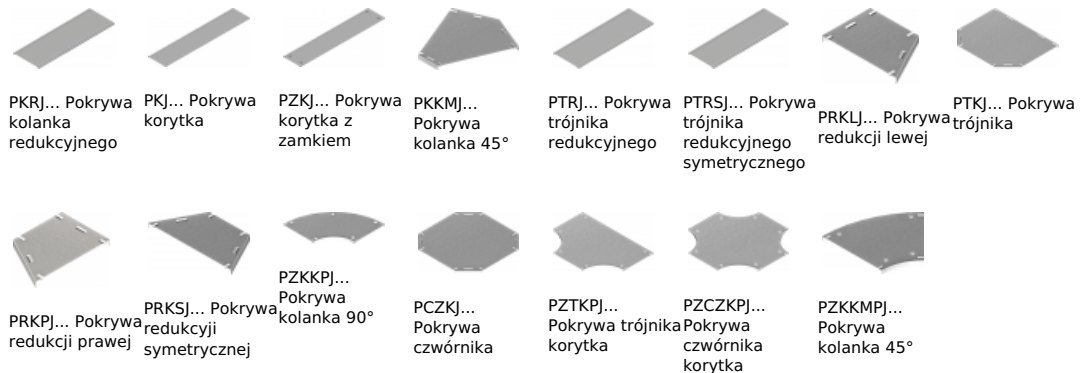 PKRJ... Pokrywa
kolanka
redukcyjnego
PKJ... Pokrywa
korytka
PZKJ... Pokrywa
korytka z
zamkiem
PKKMJ...
Pokrywa
kolanka 45°
PTRJ... Pokrywa
trójnika
redukcyjnego
PTRSJ... Pokrywa
trójnika
redukcyjnego
symetrycznego
PRKLJ... Pokrywa
redukcji lewej
PTKJ... Pokrywa
trójnika
PRKPJ... Pokrywa
redukcji prawej
PRKSJ... Pokrywa
redukcyji
symetrycznej
PZKKPJ...
Pokrywa
kolanka 90°
PCZKJ...
Pokrywa
czwórnika
PZTKPJ...
Pokrywa trójnika
korytka
PZCZKPJ...
Pokrywa
czwórnika
korytka
PZKKMPJ...
Pokrywa
kolanka 45°